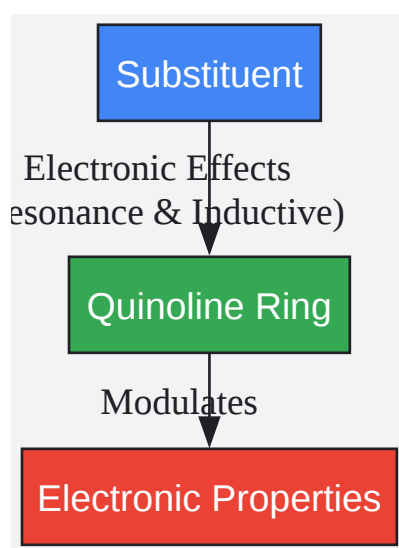 Substituent
Electronic Effects
esonance & Inductive)
Quinoline Ring
Modulates
Electronic Properties